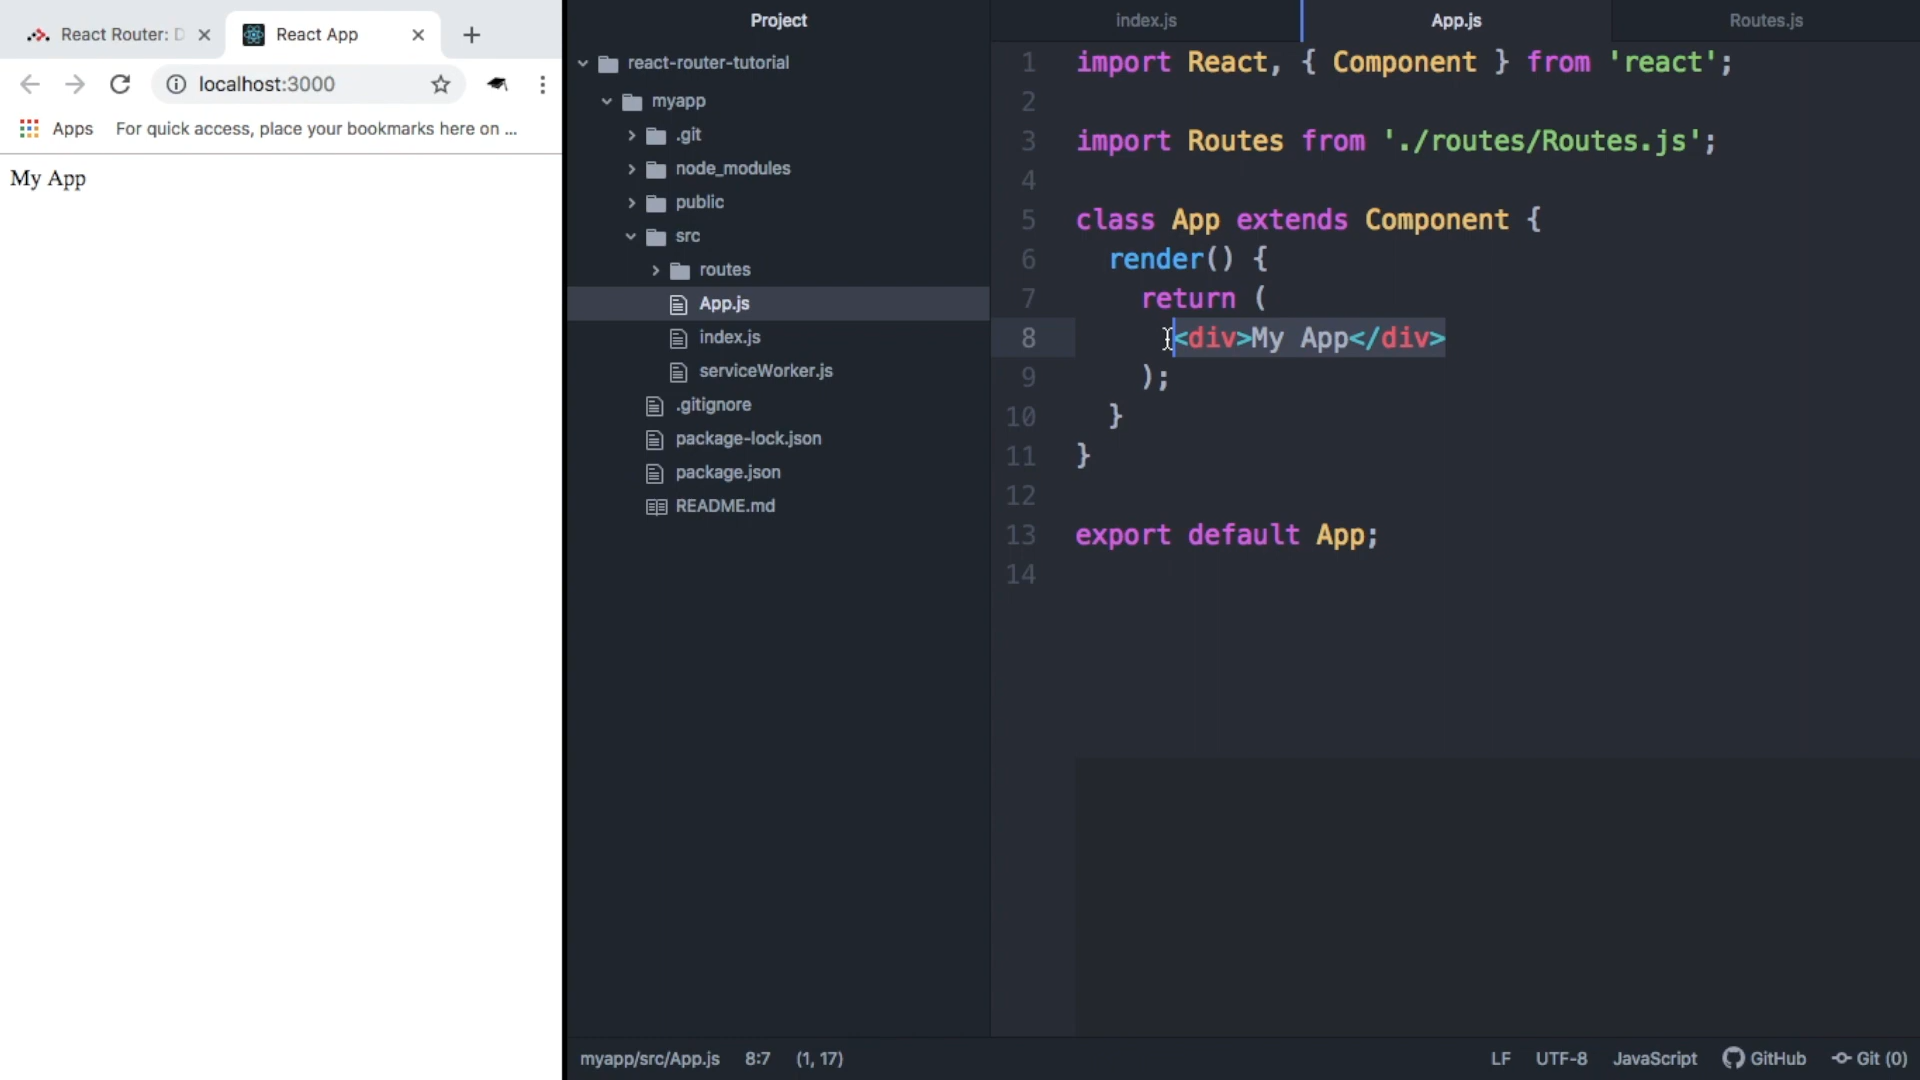 React Router: D
React App
localhost:3000
Apps
For quick access, place your bookmarks here on ...
My App
Project
react-router-tutorial
myapp
.git
node_modules
public
src
routes
App.js
index.js
serviceWorker.js
.gitignore
package-lock.json
package.json
README.md
index.js
App.js
Routes.js
1 import React, { Component } from 'react';
2
3 import Routes from './routes/Routes.js';
4
5 class App extends Component {
6 render() {
7 return (
8 <div>My App</div>
9 );
10 }
11 }
12
13 export default App;
14
myapp/src/App.js 8:7 (1, 17)
LF UTF-8 JavaScript GitHub Git (0)